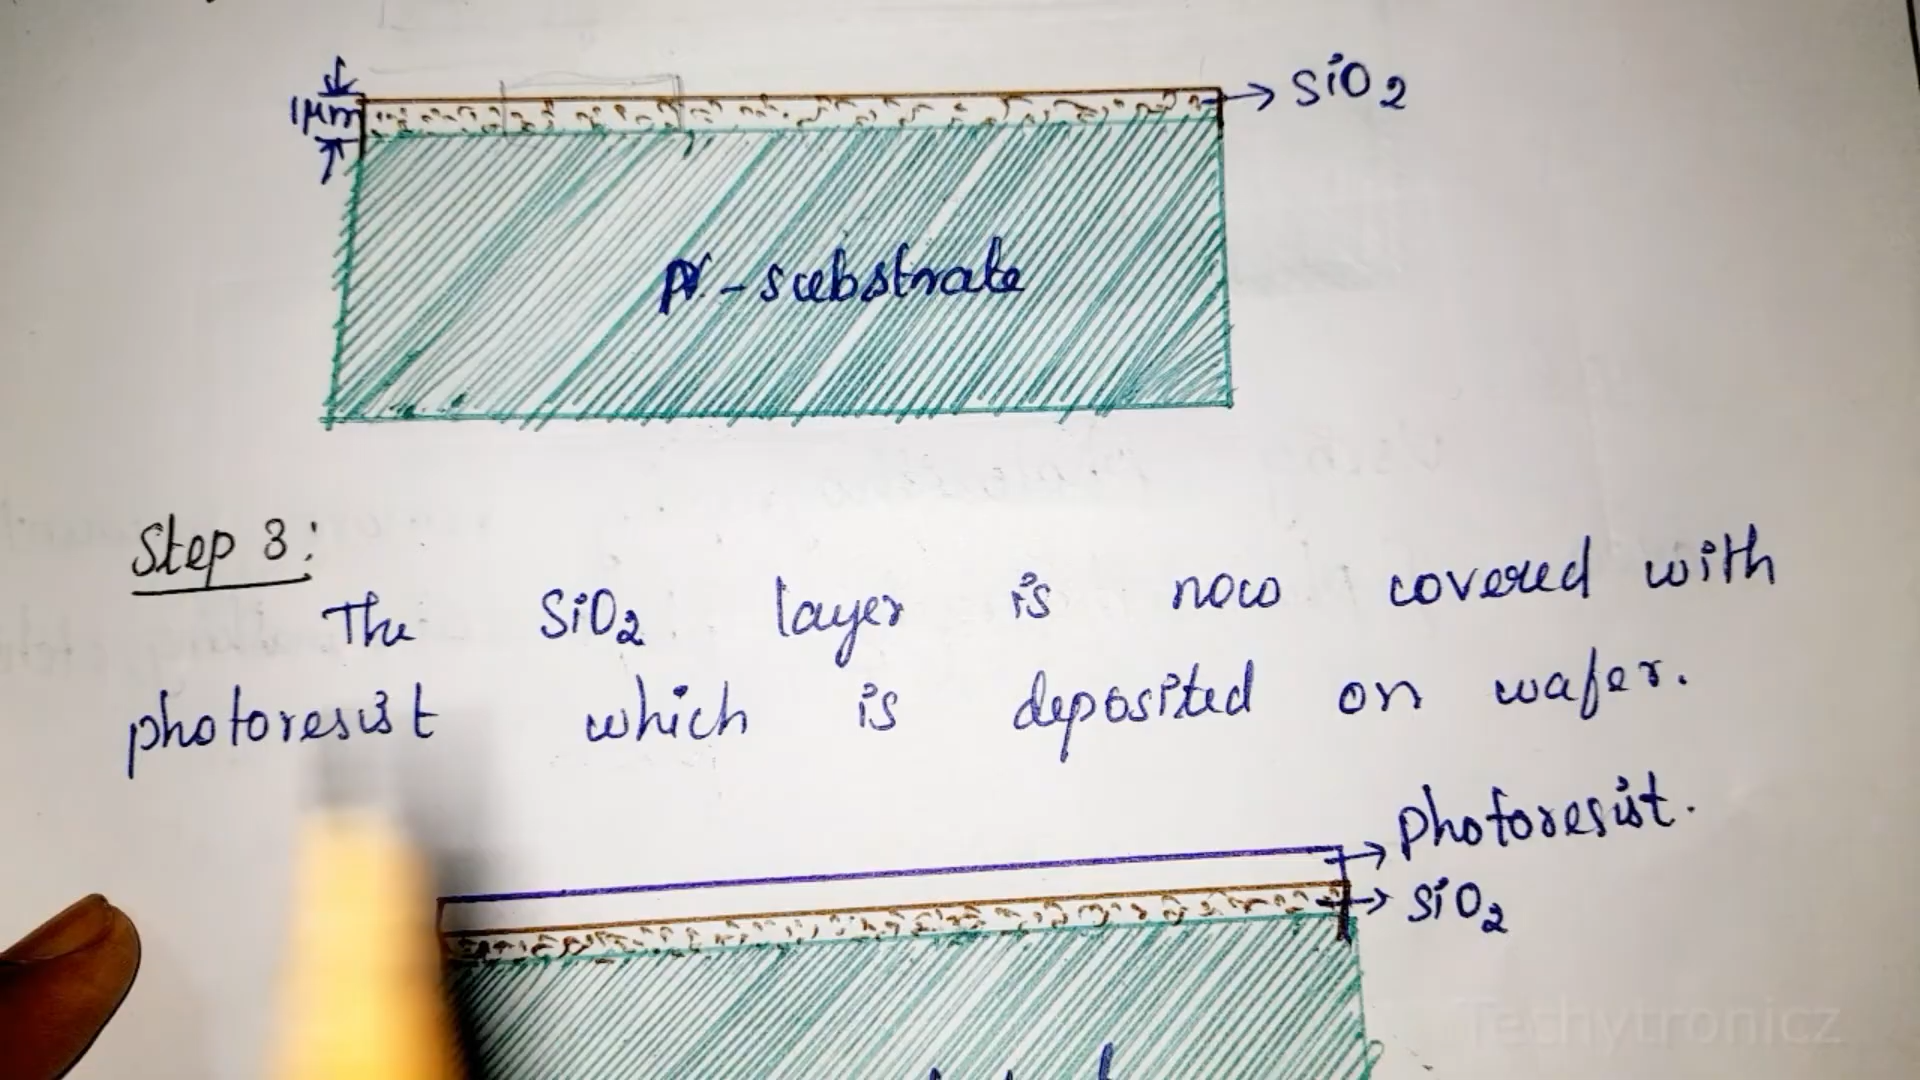 SiO2
1μm
-substrate
Step 3:
The SiO2 layer is now covered with
photoresist which is deposited on wafer.
Photoresist.
SiO2
Techytronicz